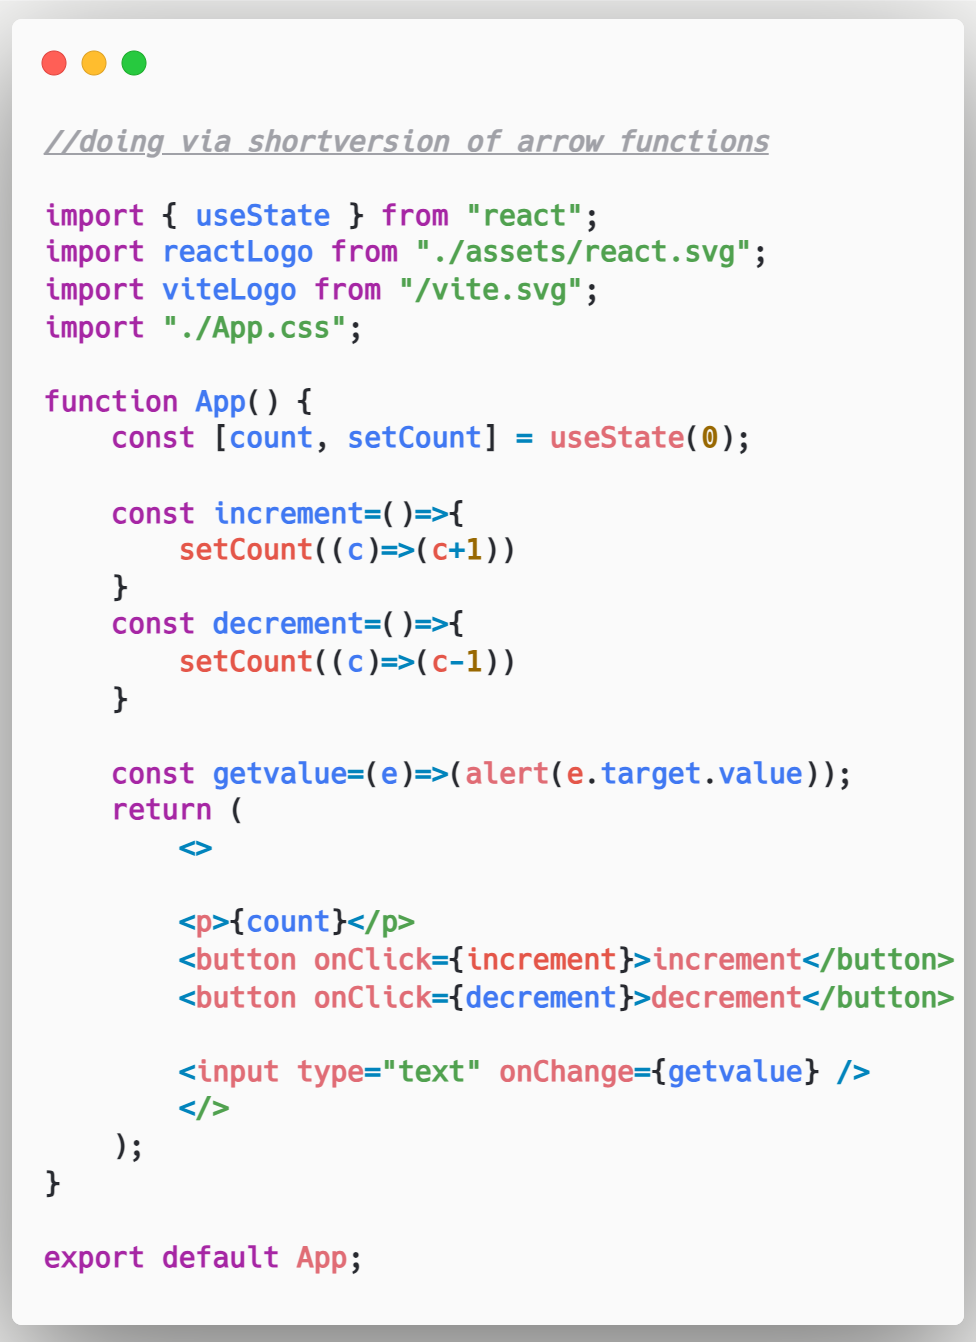 //doing via shortversion of arrow functions
import { useState } from "react";
import reactLogo from "./assets/react.svg";
import viteLogo from "/vite.svg";
import "./App.css";
function App() {
    const [count, setCount] = useState(0);
    const increment=()=>{
        setCount((c)=>(c+1))
    }
    const decrement=()=>{
        setCount((c)=>(c-1))
    }
    const getvalue=(e)=>(alert(e.target.value));
    return (
        <>
        <p>{count}</p>
        <button onClick={increment}>increment</button>
        <button onClick={decrement}>decrement</button>
        <input type="text" onChange={getvalue} />
        </>
    );
}
export default App;